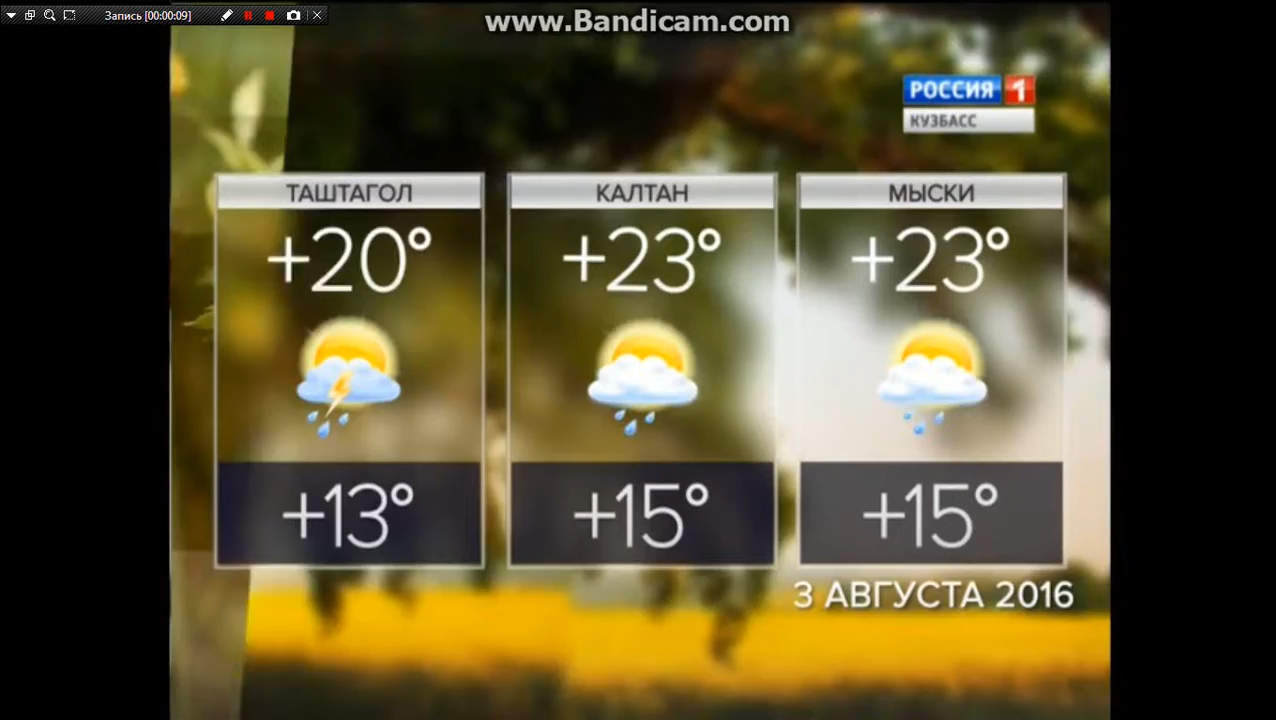 Запись [00:00:09]
www.Bandicam.com
РОССИЯ 1
КУЗБАСС
ТАШТАГОЛ
+20°
+13°
КАЛТАН
+23°
+15°
МЫСКИ
+23°
+15°
3 АВГУСТА 2016